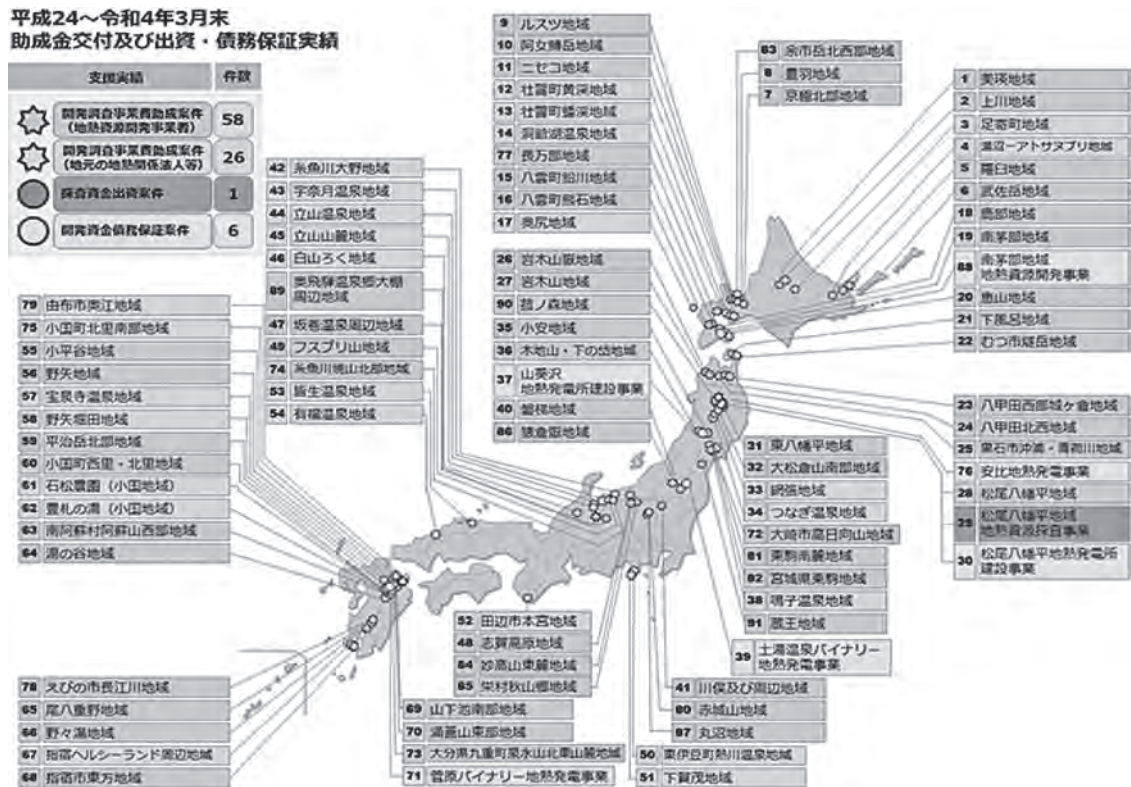 平成24～令和4年3月末
助成金交付及び出資・債務保証実績
支援実績 件数
開発調査事業費助成案件
（地熱資源開発事業者） 58
開発調査事業費助成案件
（地元の地熱関係法人等） 26
探査資金出資案件 1
開発資金債務保証案件 6
79 由布市奥江地域
75 小国町北里南部地域
55 小平谷地域
56 野矢地域
57 宝泉寺温泉地域
58 野矢堀田地域
59 平治岳北部地域
60 小国町西里・北里地域
61 石松農園（小国地域）
62 豊礼の湯（小国地域）
63 南阿蘇村阿蘇山西部地域
64 湯の谷地域
42 糸魚川大野地域
43 宇奈月温泉地域
44 立山温泉地域
45 立山山麓地域
46 白山ろく地域
89 奥飛騨温泉郷大棚
周辺地域
47 坂巻温泉周辺地域
49 フスブリ山地域
74 糸魚川焼山北部地域
53 皆生温泉地域
54 有福温泉地域
9 ルスツ地域
10 阿女鱒岳地域
11 ニセコ地域
12 壮瞥町黄渓地域
13 壮瞥町蟠渓地域
14 洞爺湖温泉地域
77 長万部地域
15 八雲町鉛川地域
16 八雲町熊石地域
17 奥尻地域
26 岩木山嶽地域
27 岩木山地域
90 菰ノ森地域
35 小安地域
36 木地山・下の岱地域
37 山葵沢
地熱発電所建設事業
40 磐梯地域
86 猿倉嶽地域
83 余市岳北西部地域
8 豊羽地域
7 京極北部地域
1 美瑛地域
2 上川地域
3 足寄町地域
4 湯沼－アトサヌプリ地域
5 羅臼地域
6 武佐岳地域
18 鹿部地域
19 南茅部地域
88 南茅部地域
地熱資源開発事業
20 恵山地域
21 下風呂地域
22 むつ市燧岳地域
23 八甲田西部城ヶ倉地域
24 八甲田北西地域
25 黒石市沖浦・青荷川地域
76 安比地熱発電事業
28 松尾八幡平地域
29 松尾八幡平地域
地熱資源探査事業
30 松尾八幡平地熱発電所
建設事業
31 東八幡平地域
32 大松倉山南部地域
33 網張地域
34 つなぎ温泉地域
72 大崎市高日向山地域
81 東駒南麓地域
82 宮城県東駒地域
38 鳴子温泉地域
91 蔵王地域
39 土湯温泉バイナリー
地熱発電事業
52 田辺市本宮地域
48 志賀高原地域
84 妙高山東麓地域
85 栄村秋山郷地域
41 川俣及び周辺地域
80 赤城山地域
87 丸沼地域
50 東伊豆町熱川温泉地域
51 下賀茂地域
78 えびの市長江川地域
65 尾八重野地域
66 野々湯地域
67 指宿ヘルシーランド周辺地域
68 指宿市東方地域
69 山下池南部地域
70 涌蓋山東部地域
73 大分県九重町泉水山北東山麓地域
71 菅原バイナリー地熱発電事業